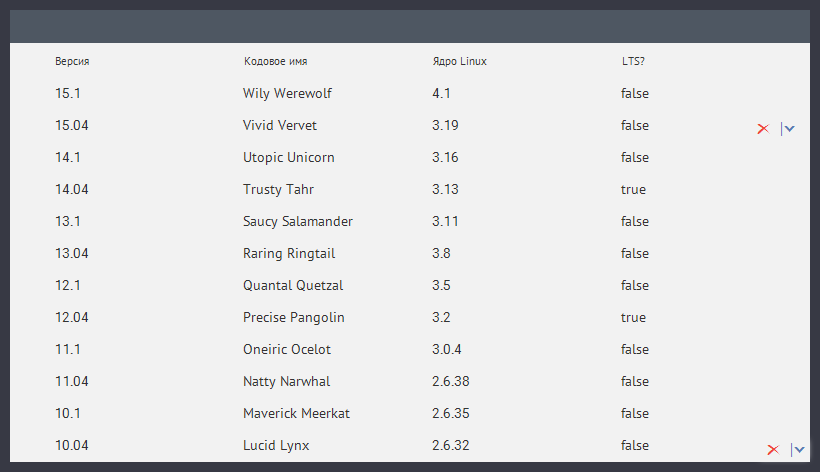 Версия Кодовое имя Ядро Linux LTS?
15.1 Wily Werewolf 4.1 false
15.04 Vivid Vervet 3.19 false
14.1 Utopic Unicorn 3.16 false
14.04 Trusty Tahr 3.13 true
13.1 Saucy Salamander 3.11 false
13.04 Raring Ringtail 3.8 false
12.1 Quantal Quetzal 3.5 false
12.04 Precise Pangolin 3.2 true
11.1 Oneiric Ocelot 3.0.4 false
11.04 Natty Narwhal 2.6.38 false
10.1 Maverick Meerkat 2.6.35 false
10.04 Lucid Lynx 2.6.32 false